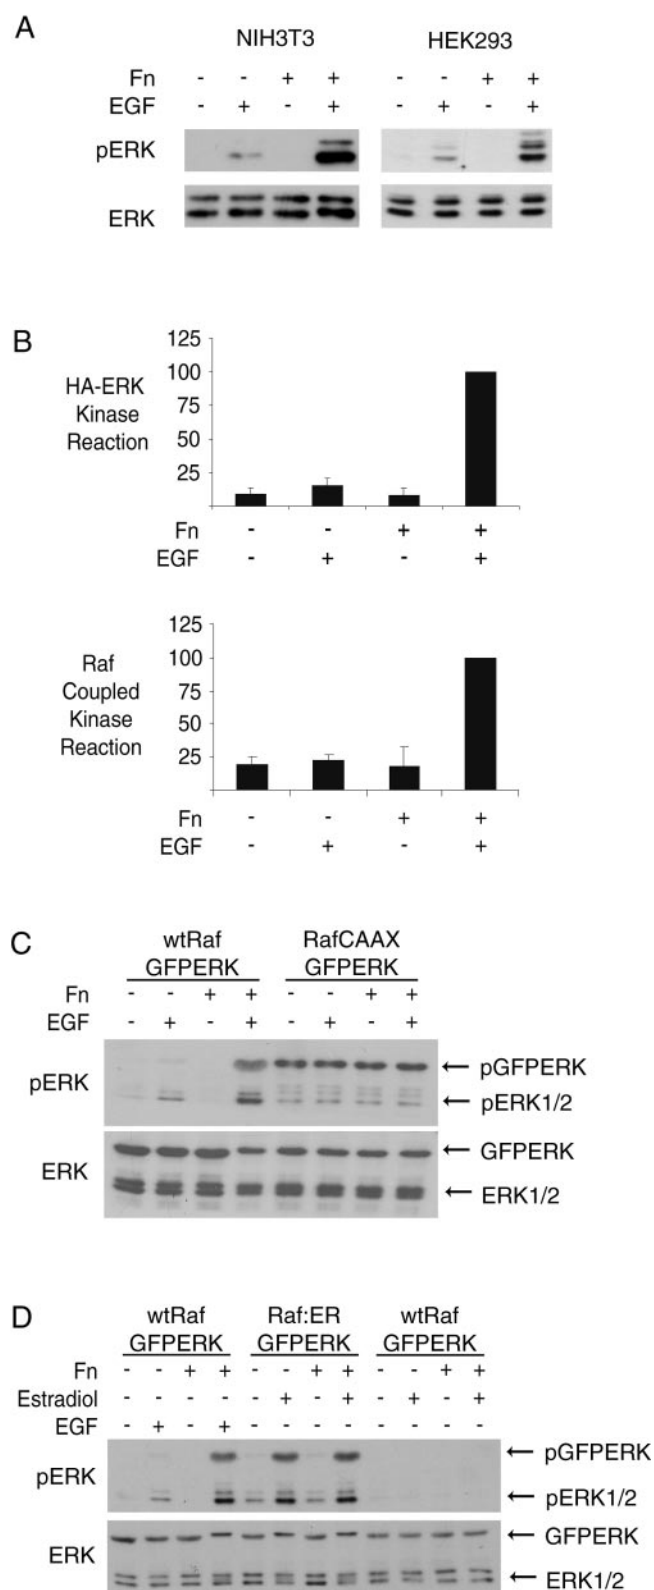 A
NIH3T3 HEK293
Fn - - + + - - + +
EGF - + - + - + - +
pERK
ERK
B
125
100
75
50
25
HA-ERK
Kinase
Reaction
Fn - - + +
EGF - + - +
125
100
75
50
25
Raf
Coupled
Kinase
Reaction
Fn - - + +
EGF - + - +
C
wtRaf RafCAAX
GFPERK GFPERK
Fn - - + + - - + +
EGF - + - + - + - +
pERK
pGFPERK
pERK1/2
ERK
GFPERK
ERK1/2
D
wtRaf Raf:ER wtRaf
GFPERK GFPERK GFPERK
Fn - - + + - - + + - - + +
Estradiol - - - - - + - + - + - +
EGF - + - + - - - - - - - -
pERK
pGFPERK
pERK1/2
ERK
GFPERK
ERK1/2